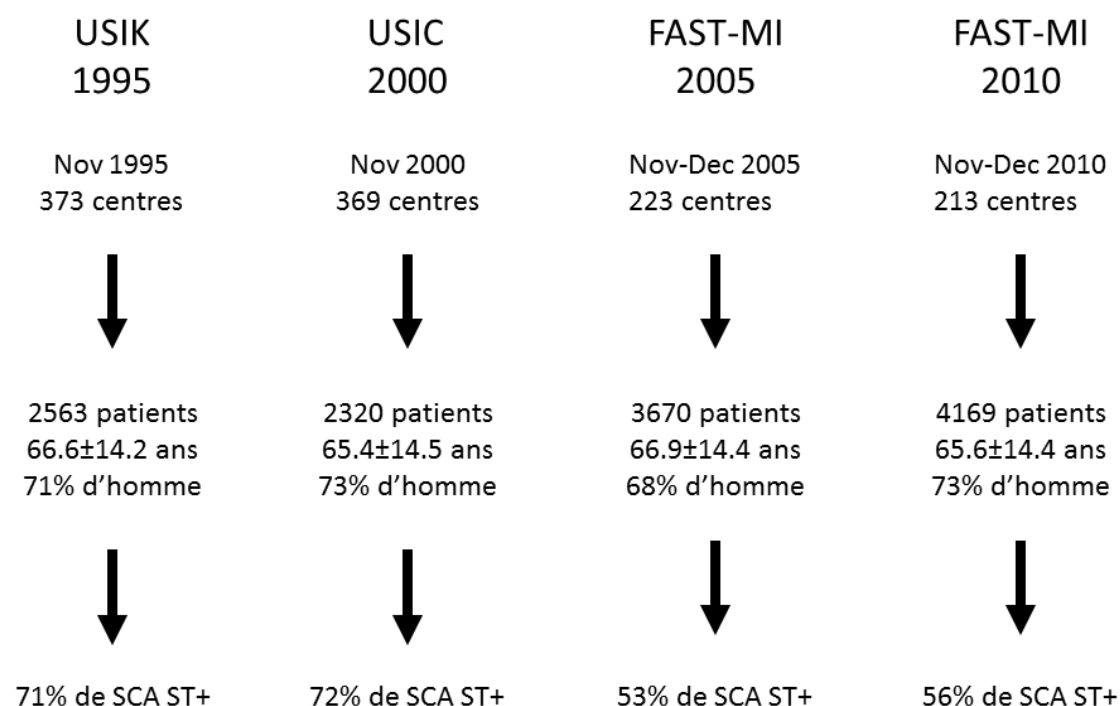 USIK
1995
Nov 1995
373 centres
2563 patients
66.6±14.2 ans
71% d’homme
71% de SCA ST+
USIC
2000
Nov 2000
369 centres
2320 patients
65.4±14.5 ans
73% d’homme
72% de SCA ST+
FAST-MI
2005
Nov-Dec 2005
223 centres
3670 patients
66.9±14.4 ans
68% d’homme
53% de SCA ST+
FAST-MI
2010
Nov-Dec 2010
213 centres
4169 patients
65.6±14.4 ans
73% d’homme
56% de SCA ST+